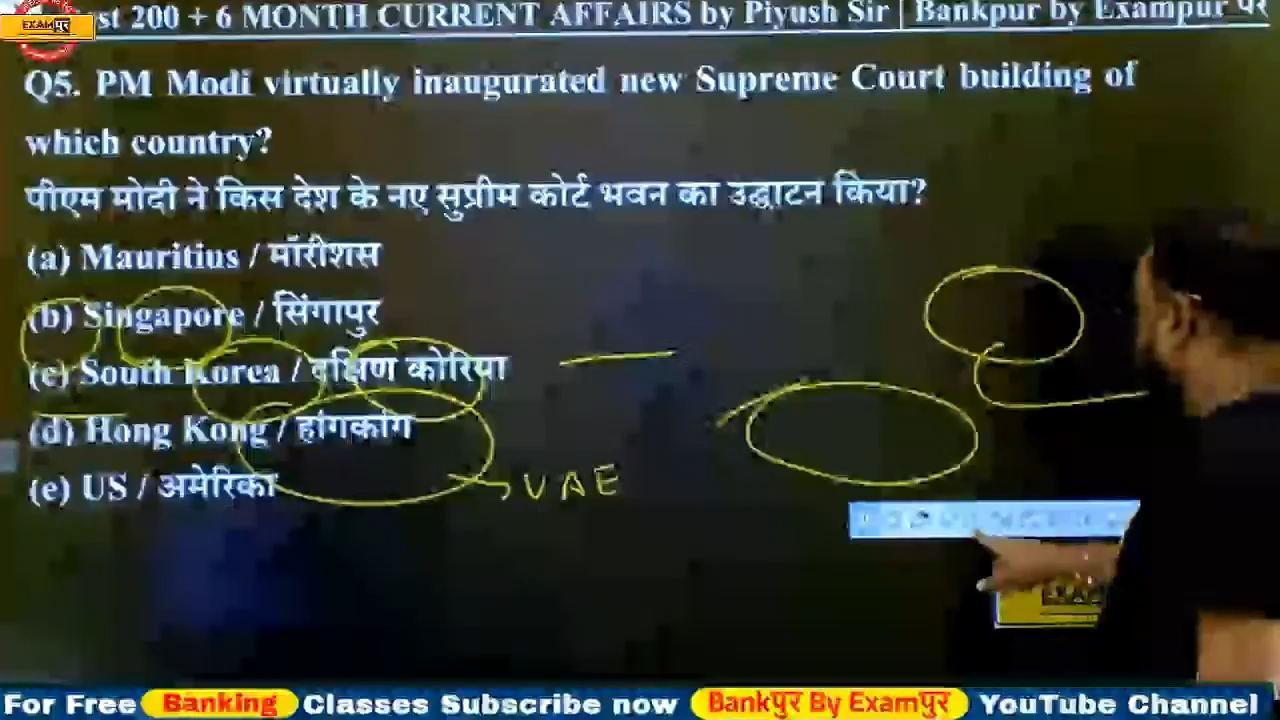 st 200 + 6 MONTH CURRENT AFFAIRS by Piyush Sir | Bankpur by Exampur पर
EXAMपुर
Q5. PM Modi virtually inaugurated new Supreme Court building of
which country?
पीएम मोदी ने किस देश के नए सुप्रीम कोर्ट भवन का उद्घाटन किया?
(a) Mauritius / मॉरीशस
(b) Singapore / सिंगापुर
(c) South Korea / दक्षिण कोरिया
(d) Hong Kong / हांगकांग
(e) US / अमेरिका
UAE
EXAM
For Free Banking Classes Subscribe now Bankपुर By Examपुर YouTube Channel